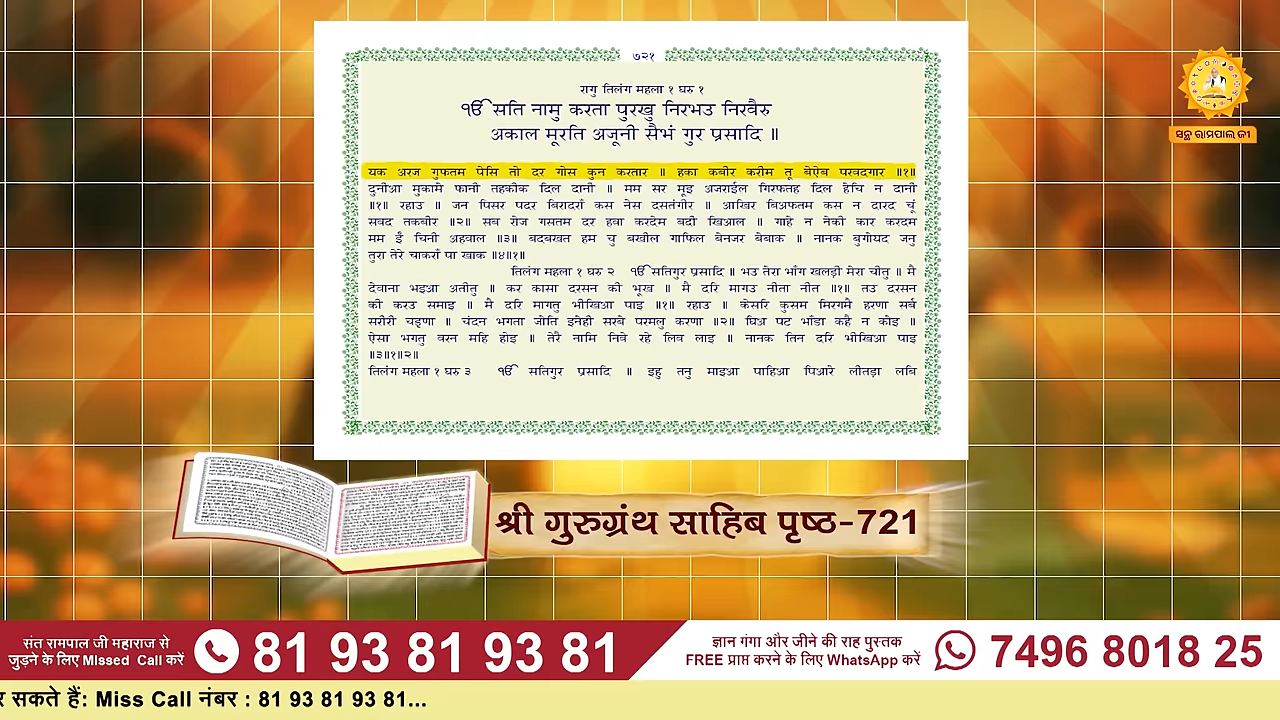 ७२१
रागु तिलंग महला १ घरु १
ੴ सति नामु करता पुरखु निरभउ निरवैरु
अकाल मूरति अजूनी सैभं गुर प्रसादि ॥
यक अरज गुफतम पेसि तो दर गोस कुन करतार ॥ हका कबीर करीम तू बेऐब परवदगार ॥१॥
दुनीआ मुकामे फानी तहकीक दिल दानी ॥ मम सर मूइ अजराईल गिरफतह दिल हेचि न दानी
॥१॥ रहाउ ॥ जन पिसर पदर बिरादरां कस नेस दसतंगीर ॥ आखिर बिअफतम कस न दारद चूं
सवद तकबीर ॥२॥ सब रोज गसतम दर हवा करदेम बदी खिआल ॥ गाहे न नेकी कार करदम
मम ईं चिनी अहवाल ॥३॥ बदबखत हम चु बखील गाफिल बेनजर बेबाक ॥ नानक बुगोयद जनु
तुरा तेरे चाकरां पा खाक ॥४॥१॥
तिलंग महला १ घरु २ ੴ सतिगुर प्रसादि ॥ भउ तेरा भांग खलड़ी मेरा चीतु ॥ मै
देवाना भइआ अतीतु ॥ कर कासा दरसन की भूख ॥ मै दरि मागउ नीता नीत ॥१॥ तउ दरसन
की करउ समाइ ॥ मै दरि मागतु भीखिआ पाइ ॥१॥ रहाउ ॥ केसरि कुसम मिरगमै हरणा सर्ब
सरीरी चड़्हणा ॥ चंदन भगता जोति इनेही सरबे परमलु करणा ॥२॥ घिअ पट भांडा कहै न कोइ ॥
ऐसा भगतु वरन महि होइ ॥ तेरै नामि निवे रहे लिव लाइ ॥ नानक तिन दरि भीखिआ पाइ
॥३॥१॥२॥
तिलंग महला १ घरु ३ ੴ सतिगुर प्रसादि ॥ इहु तनु माइआ पाहिआ पिआरे लीतड़ा लबि
ਸਨ੍ਤ ਰਾਮਪਾਲ ਜੀ
श्री गुरुग्रंथ साहिब पृष्ठ-721
संत रामपाल जी महाराज से
जुड़ने के लिए Missed Call करें
81 93 81 93 81
ज्ञान गंगा और जीने की राह पुस्तक
FREE प्राप्त करने के लिए WhatsApp करें
7496 8018 25
सकते हैं: Miss Call नंबर : 81 93 81 93 81...